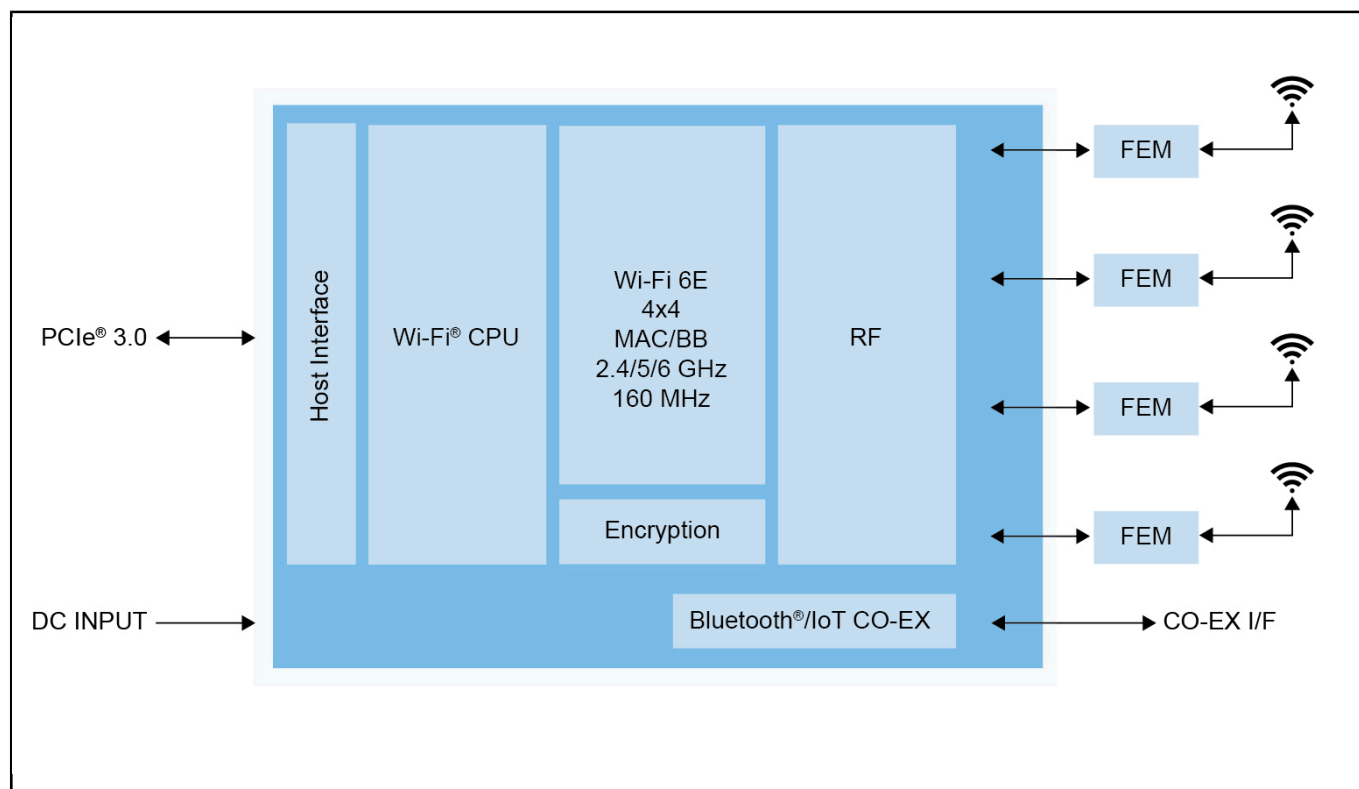 PCIe® 3.0
DC INPUT
Host Interface
Wi-Fi® CPU
Wi-Fi 6E
4x4
MAC/BB
2.4/5/6 GHz
160 MHz
Encryption
RF
Bluetooth®/IoT CO-EX
FEM
FEM
FEM
FEM
CO-EX I/F